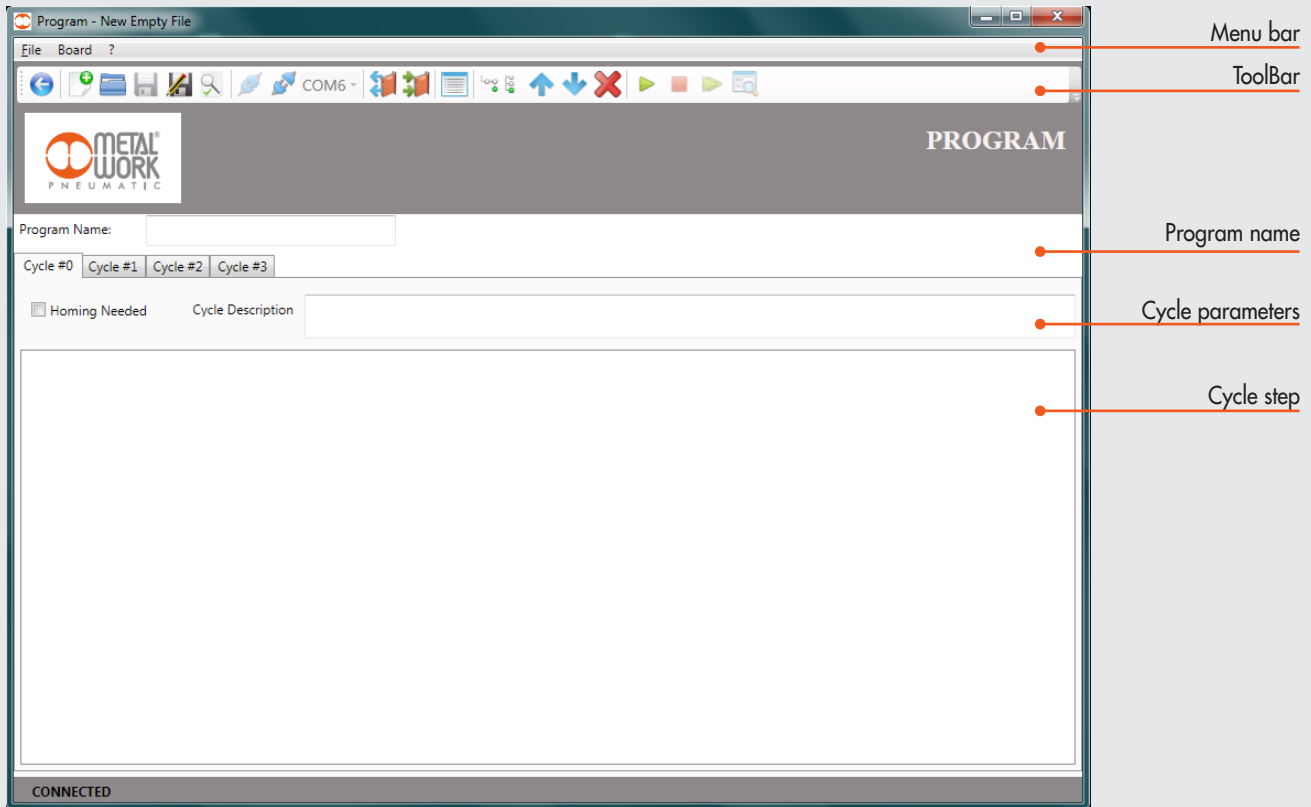 Program - New Empty File
File Board ?
COM6
METAL®
WORK
PNEUMATIC
PROGRAM
Program Name:
Cycle #0 Cycle #1 Cycle #2 Cycle #3
Homing Needed Cycle Description
CONNECTED
Menu bar
ToolBar
Program name
Cycle parameters
Cycle step